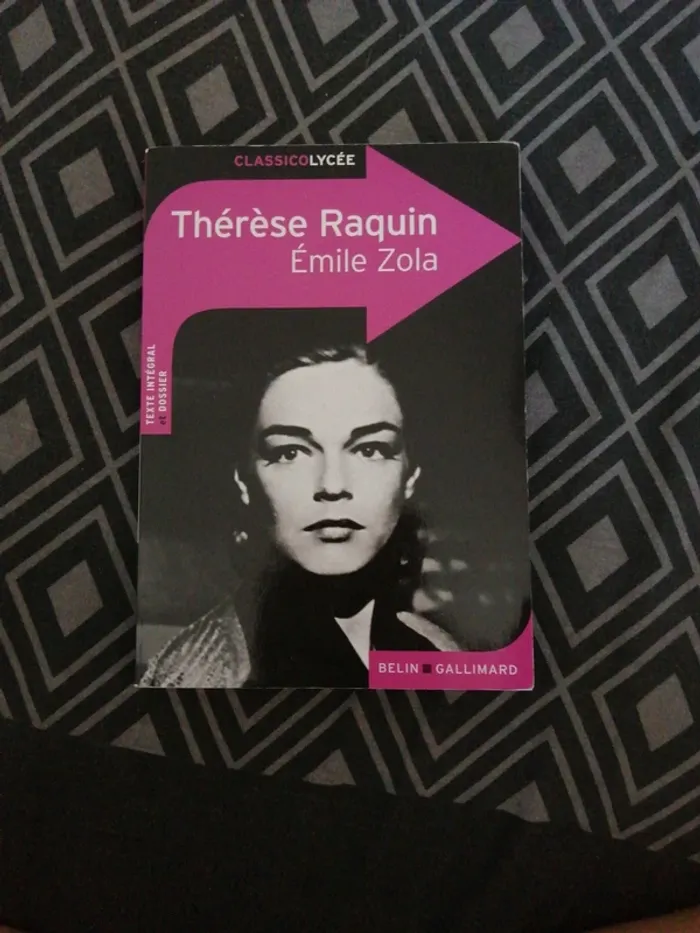 CLASSICOLYCÉE
Thérèse Raquin
Émile Zola
TEXTE INTÉGRAL
et DOSSIER
BELIN ■ GALLIMARD